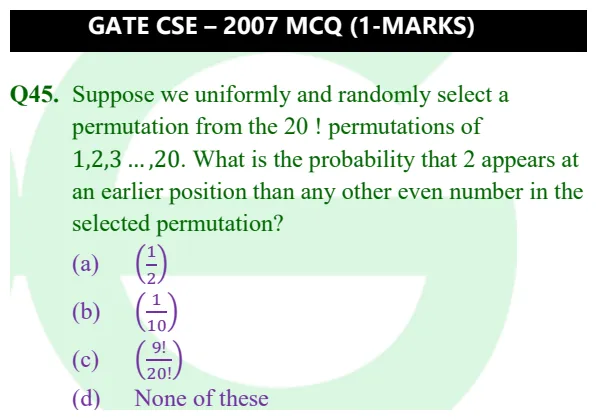 GATE CSE – 2007 MCQ (1-MARKS)
Q45. Suppose we uniformly and randomly select a
permutation from the 20 ! permutations of
1,2,3 … ,20. What is the probability that 2 appears at
an earlier position than any other even number in the
selected permutation?
(a) (1/2)
(b) (1/10)
(c) (9!/20!)
(d) None of these